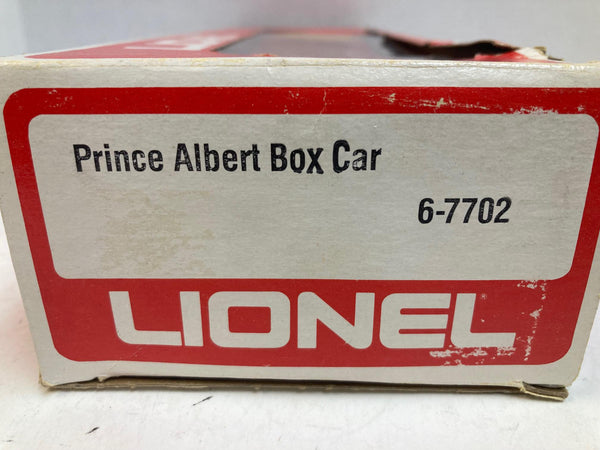 Prince Albert Box Car
6-7702
LIONEL